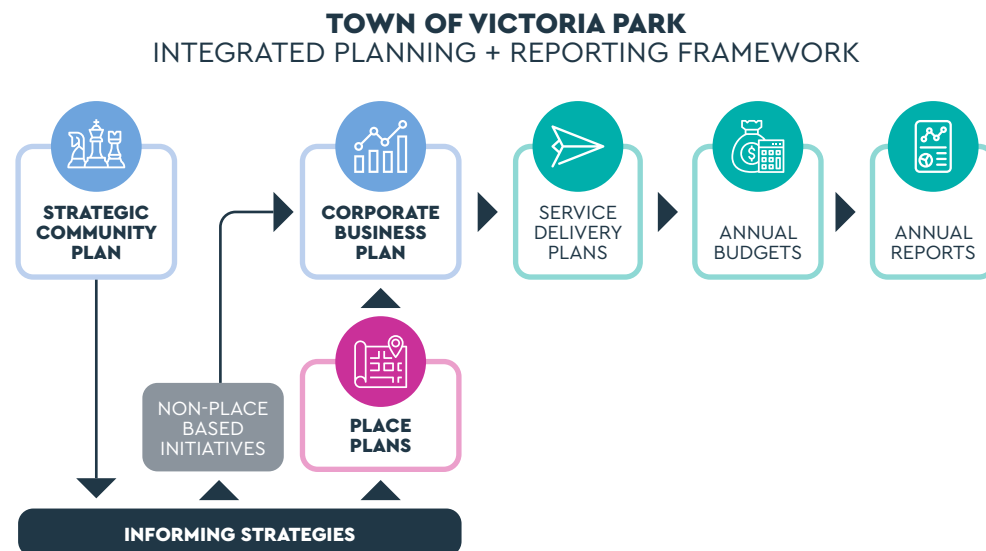 TOWN OF VICTORIA PARK
INTEGRATED PLANNING + REPORTING FRAMEWORK
STRATEGIC
COMMUNITY
PLAN
CORPORATE
BUSINESS
PLAN
SERVICE
DELIVERY
PLANS
ANNUAL
BUDGETS
ANNUAL
REPORTS
NON-PLACE
BASED
INITIATIVES
PLACE
PLANS
INFORMING STRATEGIES